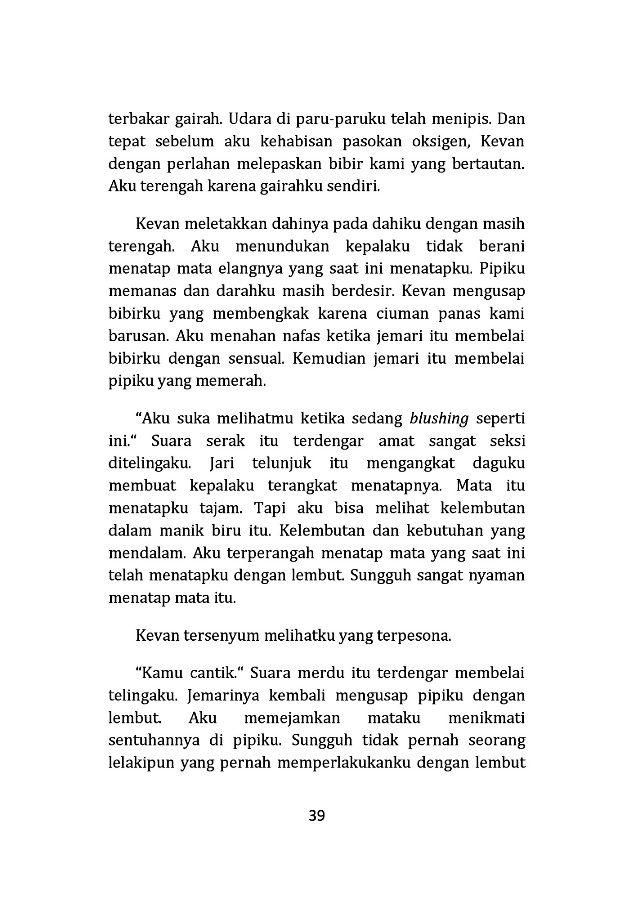 terbakar gairah. Udara di paru-paruku telah menipis. Dan
tepat sebelum aku kehabisan pasokan oksigen, Kevan
dengan perlahan melepaskan bibir kami yang bertautan.
Aku terengah karena gairahku sendiri.
Kevan meletakkan dahinya pada dahiku dengan masih
terengah. Aku menundukan kepalaku tidak berani
menatap mata elangnya yang saat ini menatapku. Pipiku
memanas dan darahku masih berdesir. Kevan mengusap
bibirku yang membengkak karena ciuman panas kami
barusan. Aku menahan nafas ketika jemari itu membelai
bibirku dengan sensual. Kemudian jemari itu membelai
pipiku yang memerah.
“Aku suka melihatmu ketika sedang blushing seperti
ini.“ Suara serak itu terdengar amat sangat seksi
ditelingaku. Jari telunjuk itu mengangkat daguku
membuat kepalaku terangkat menatapnya. Mata itu
menatapku tajam. Tapi aku bisa melihat kelembutan
dalam manik biru itu. Kelembutan dan kebutuhan yang
mendalam. Aku terperangah menatap mata yang saat ini
telah menatapku dengan lembut. Sungguh sangat nyaman
menatap mata itu.
Kevan tersenyum melihatku yang terpesona.
“Kamu cantik.“ Suara merdu itu terdengar membelai
telingaku. Jemarinya kembali mengusap pipiku dengan
lembut. Aku memejamkan mataku menikmati
sentuhannya di pipiku. Sungguh tidak pernah seorang
lelakipun yang pernah memperlakukanku dengan lembut
39